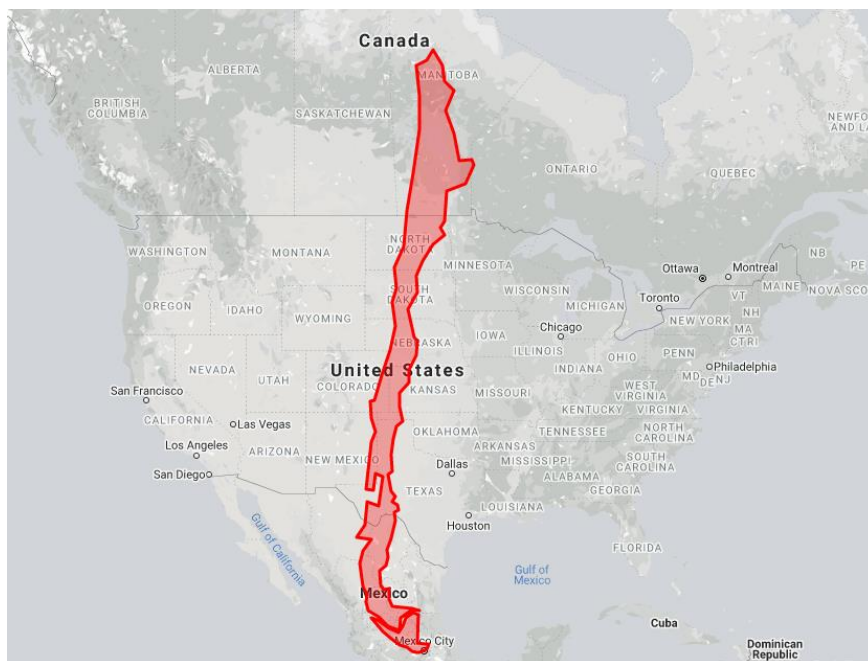 Canada
ALBERTA
MANITOBA
BRITISH
COLUMBIA
SASKATCHEWAN
ONTARIO
QUEBEC
NEWFO
AND LA
NORTH
DAKOTA
WASHINGTON
MONTANA
MINNESOTA
Ottawa
Montreal
NB
PE
MAINE
NOVA SCO
SOUTH
DAKOTA
OREGON
IDAHO
WYOMING
WISCONSIN
MICHIGAN
Toronto
VT
NH
NEW YORK
MA
CT RI
Chicago
IOWA
NEBRASKA
ILLINOIS
INDIANA
OHIO
PENN
Philadelphia
MD
DE
NJ
NEVADA
UTAH
COLORADO
United States
KANSAS
MISSOURI
WEST
VIRGINIA
KENTUCKY
VIRGINIA
San Francisco
CALIFORNIA
Las Vegas
Los Angeles
San Diego
ARIZONA
NEW MEXICO
OKLAHOMA
ARKANSAS
TENNESSEE
NORTH
CAROLINA
SOUTH
CAROLINA
MISSISSIPPI
ALABAMA
GEORGIA
Dallas
TEXAS
LOUISIANA
Houston
FLORIDA
Gulf of California
Gulf of
Mexico
Mexico
Mexico City
Cuba
Dominican
Republic